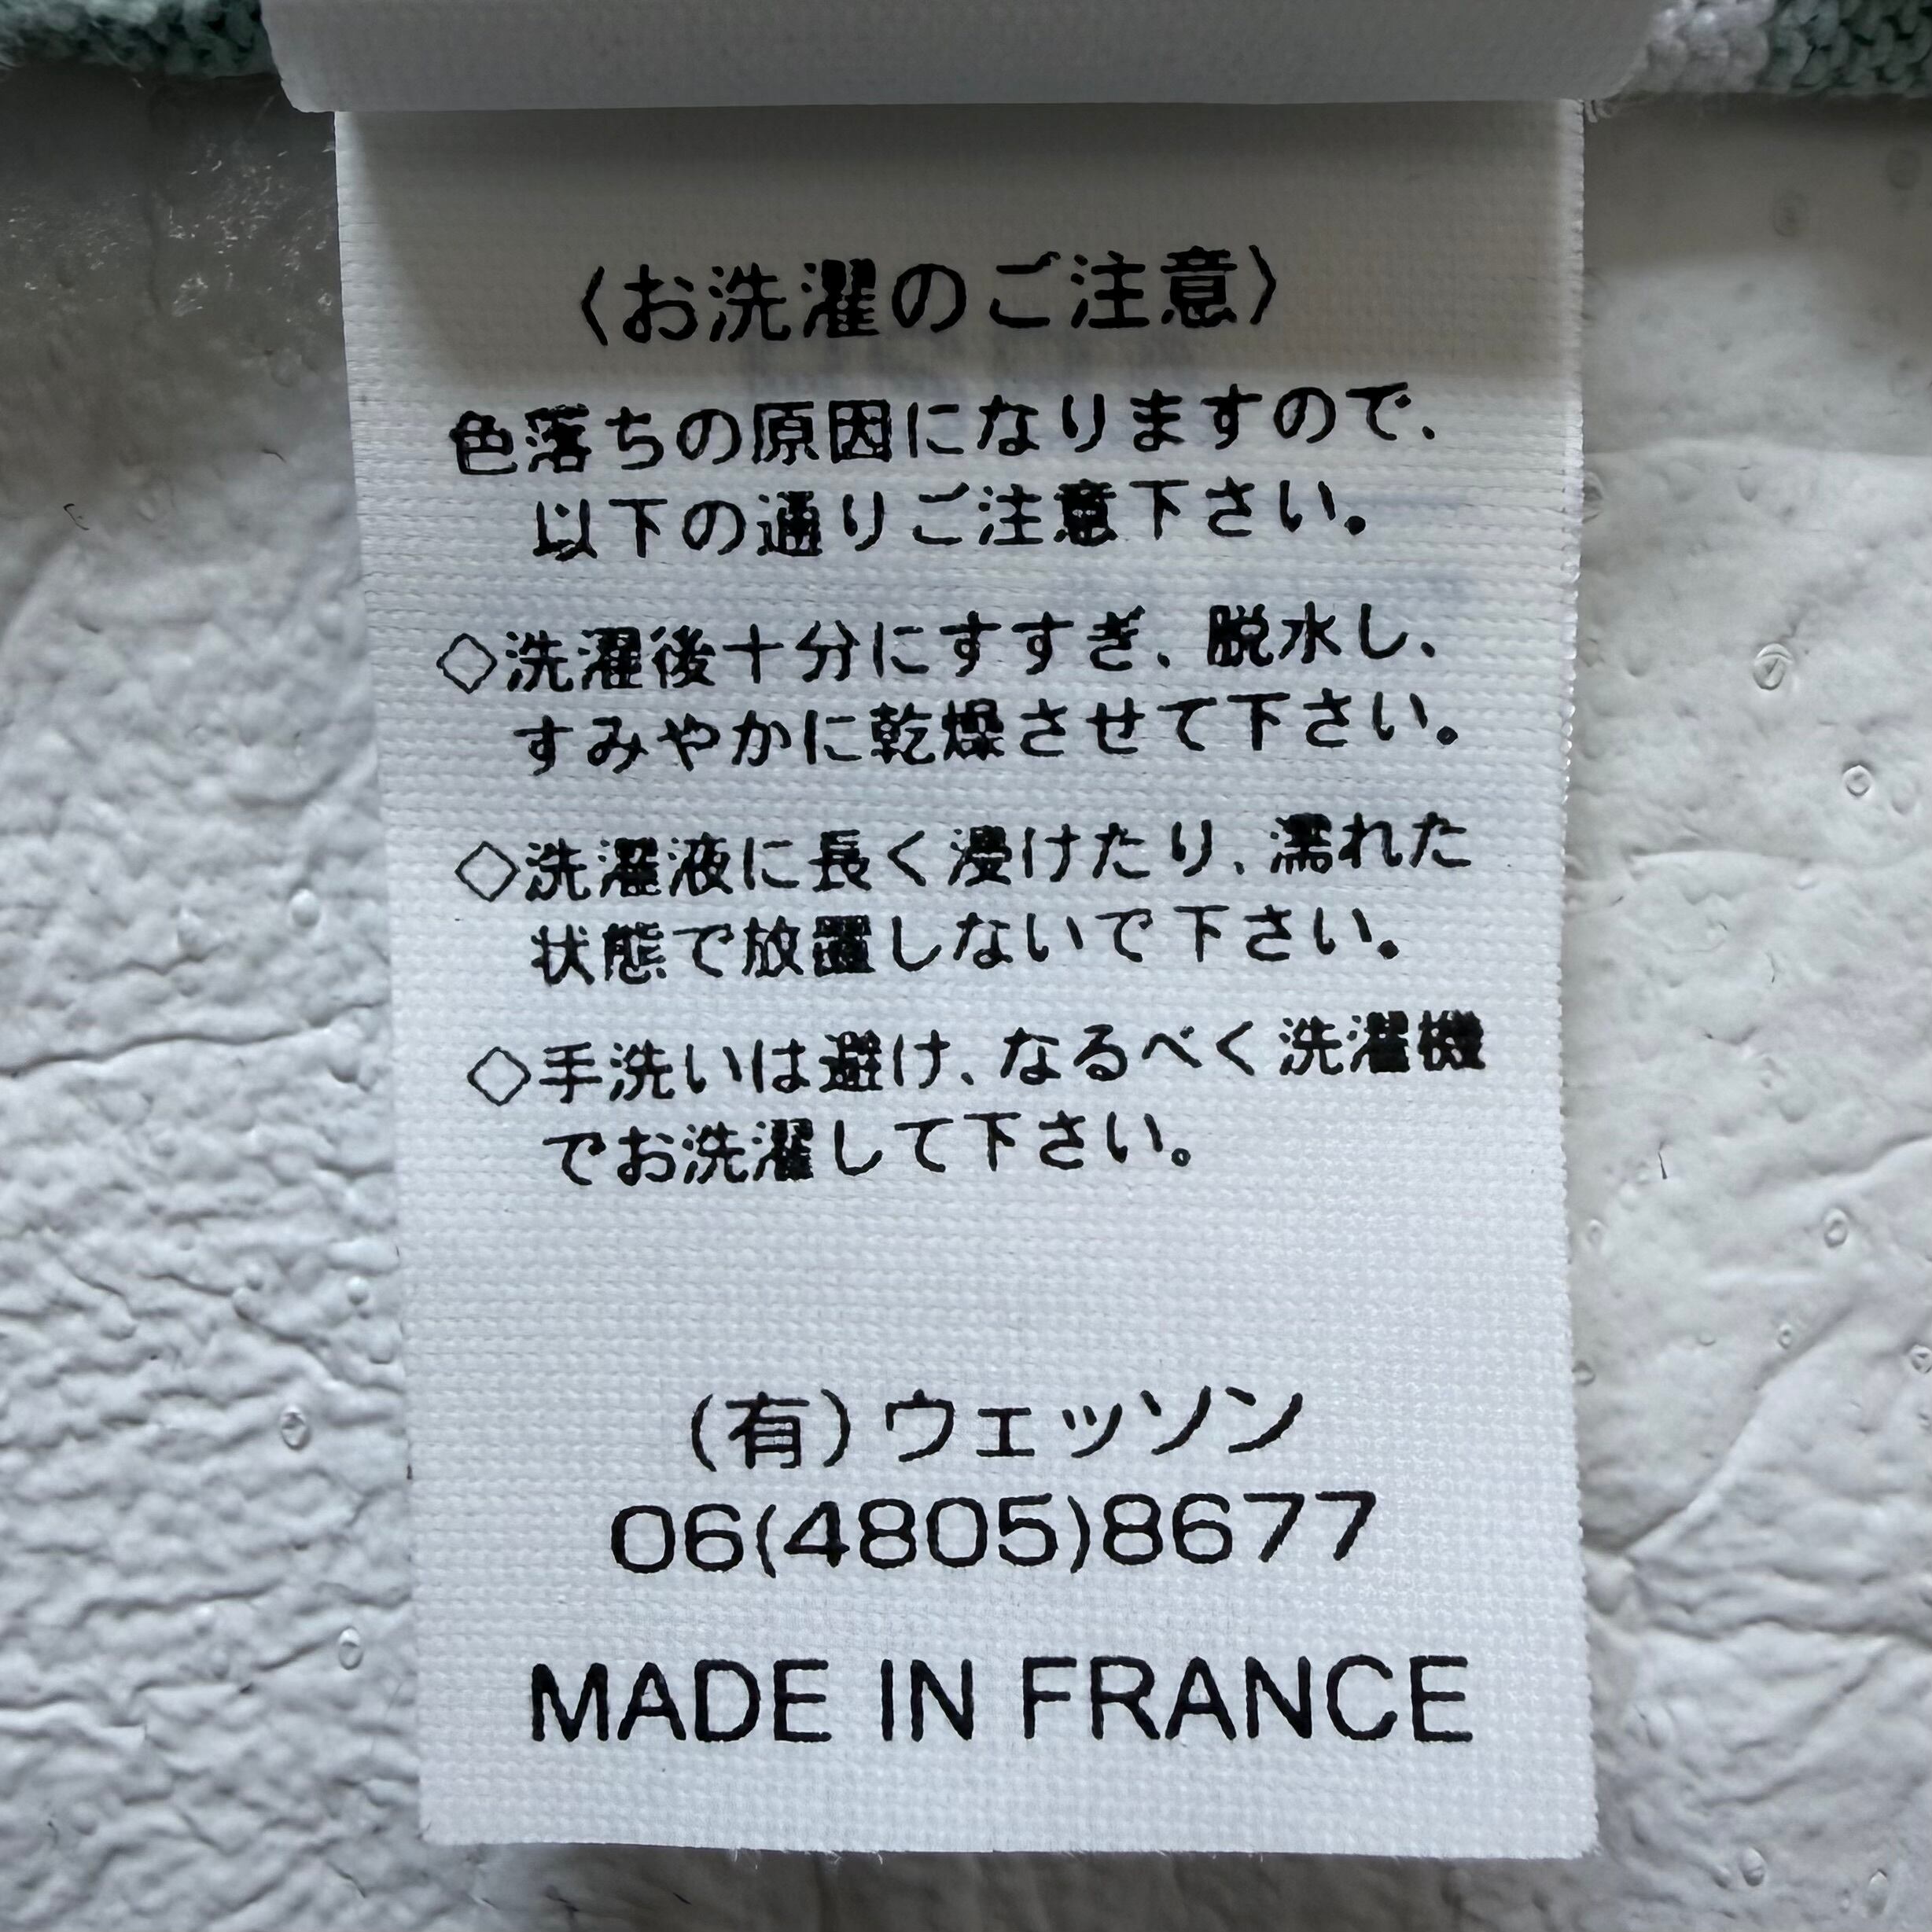 〈お洗濯のご注意〉
色落ちの原因になりますので、
以下の通りご注意下さい。
◇洗濯後十分にすすぎ、脱水し、
すみやかに乾燥させて下さい。
◇洗濯液に長く浸けたり、濡れた
状態で放置しないで下さい。
◇手洗いは避け、なるべく洗濯機
でお洗濯して下さい。
(有)ウェッソン
06(4805)8677
MADE IN FRANCE